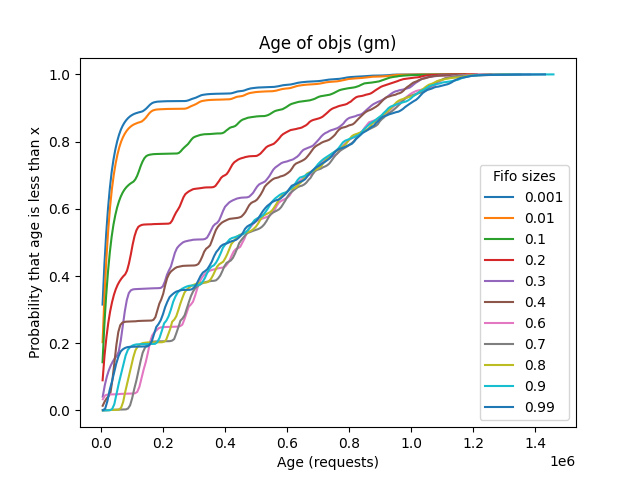 Age of objs (gm)
Probability that age is less than x
1.0
0.8
0.6
0.4
0.2
0.0
Fifo sizes
0.001
0.01
0.1
0.2
0.3
0.4
0.6
0.7
0.8
0.9
0.99
0.0 0.2 0.4 0.6 0.8 1.0 1.2 1.4
1e6
Age (requests)